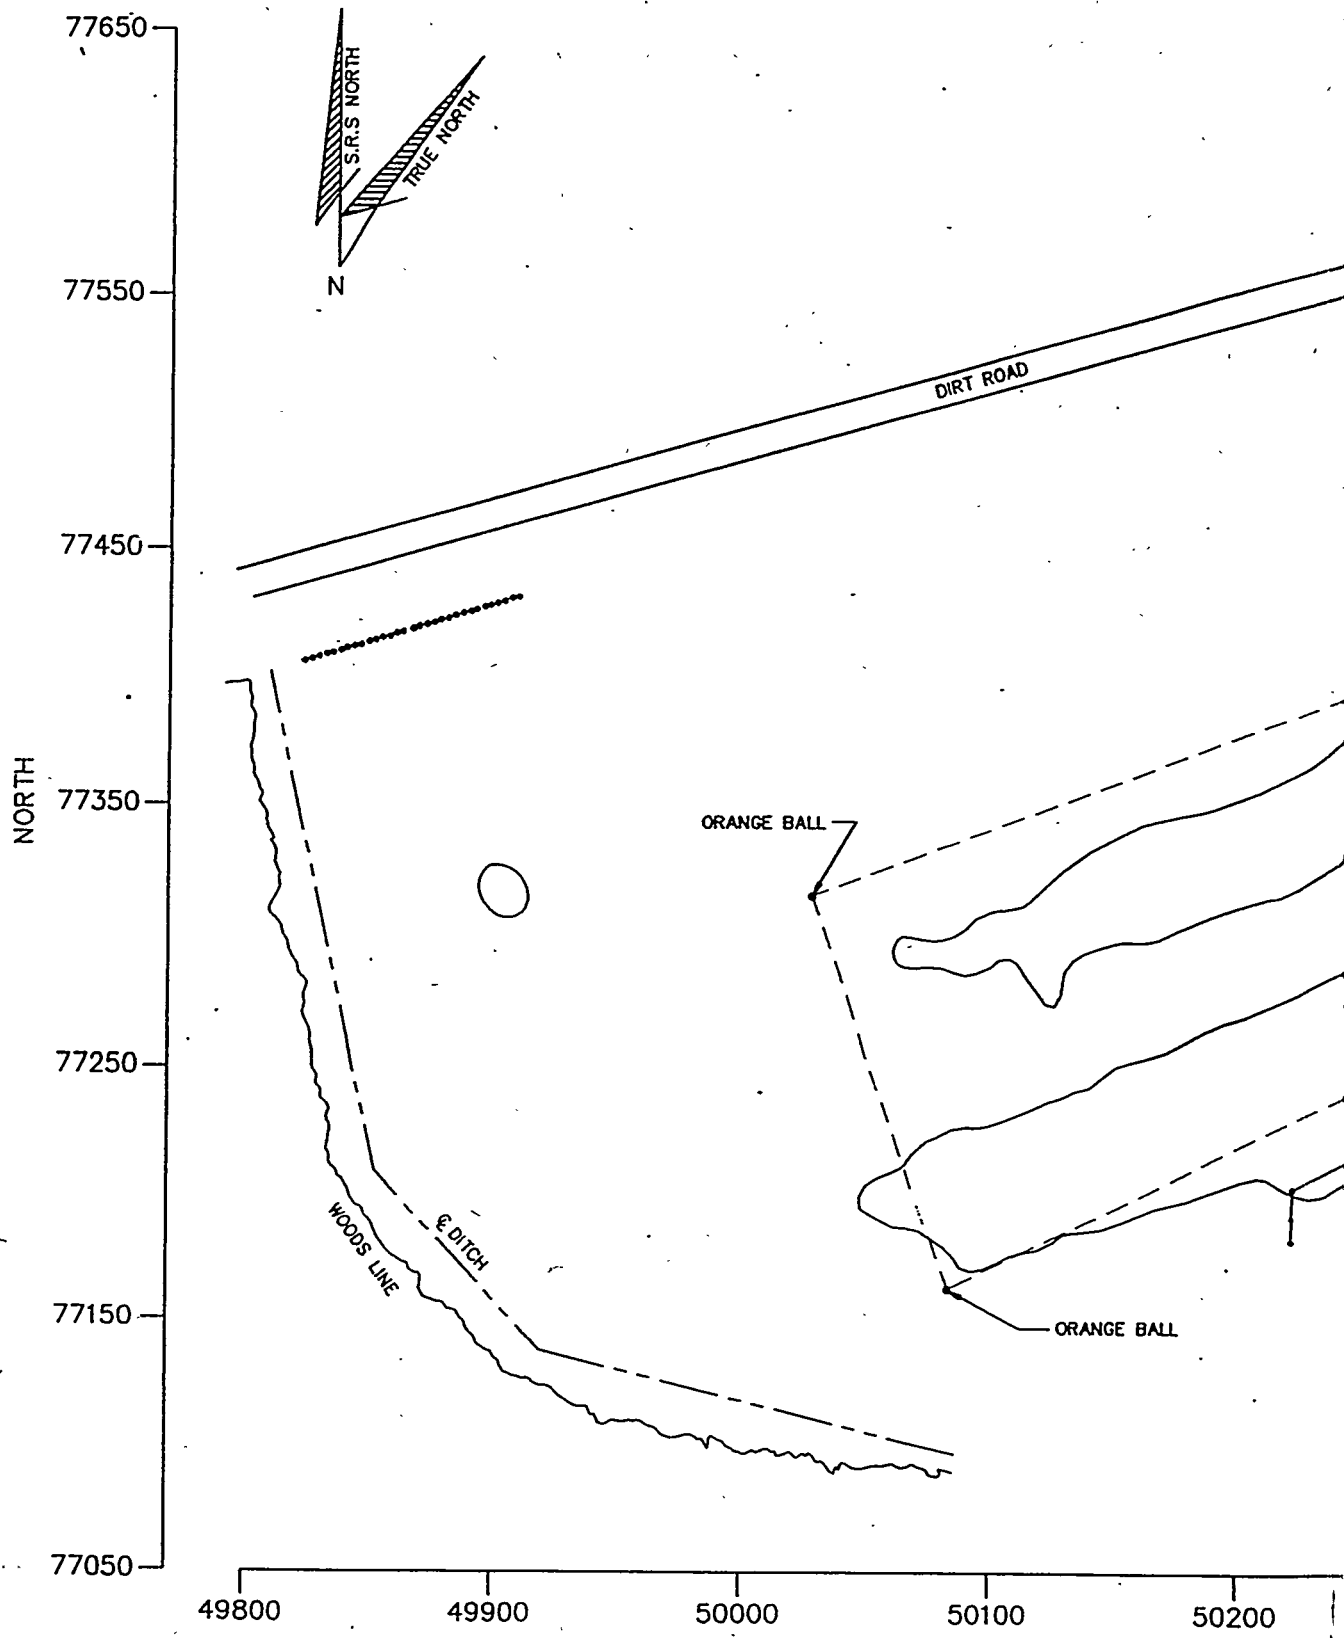 77650
S.R.S NORTH
TRUE NORTH
N
77550
DIRT ROAD
77450
NORTH
77350
ORANGE BALL
77250
WOODS LINE
℄ DITCH
77150
ORANGE BALL
77050
49800 49900 50000 50100 50200